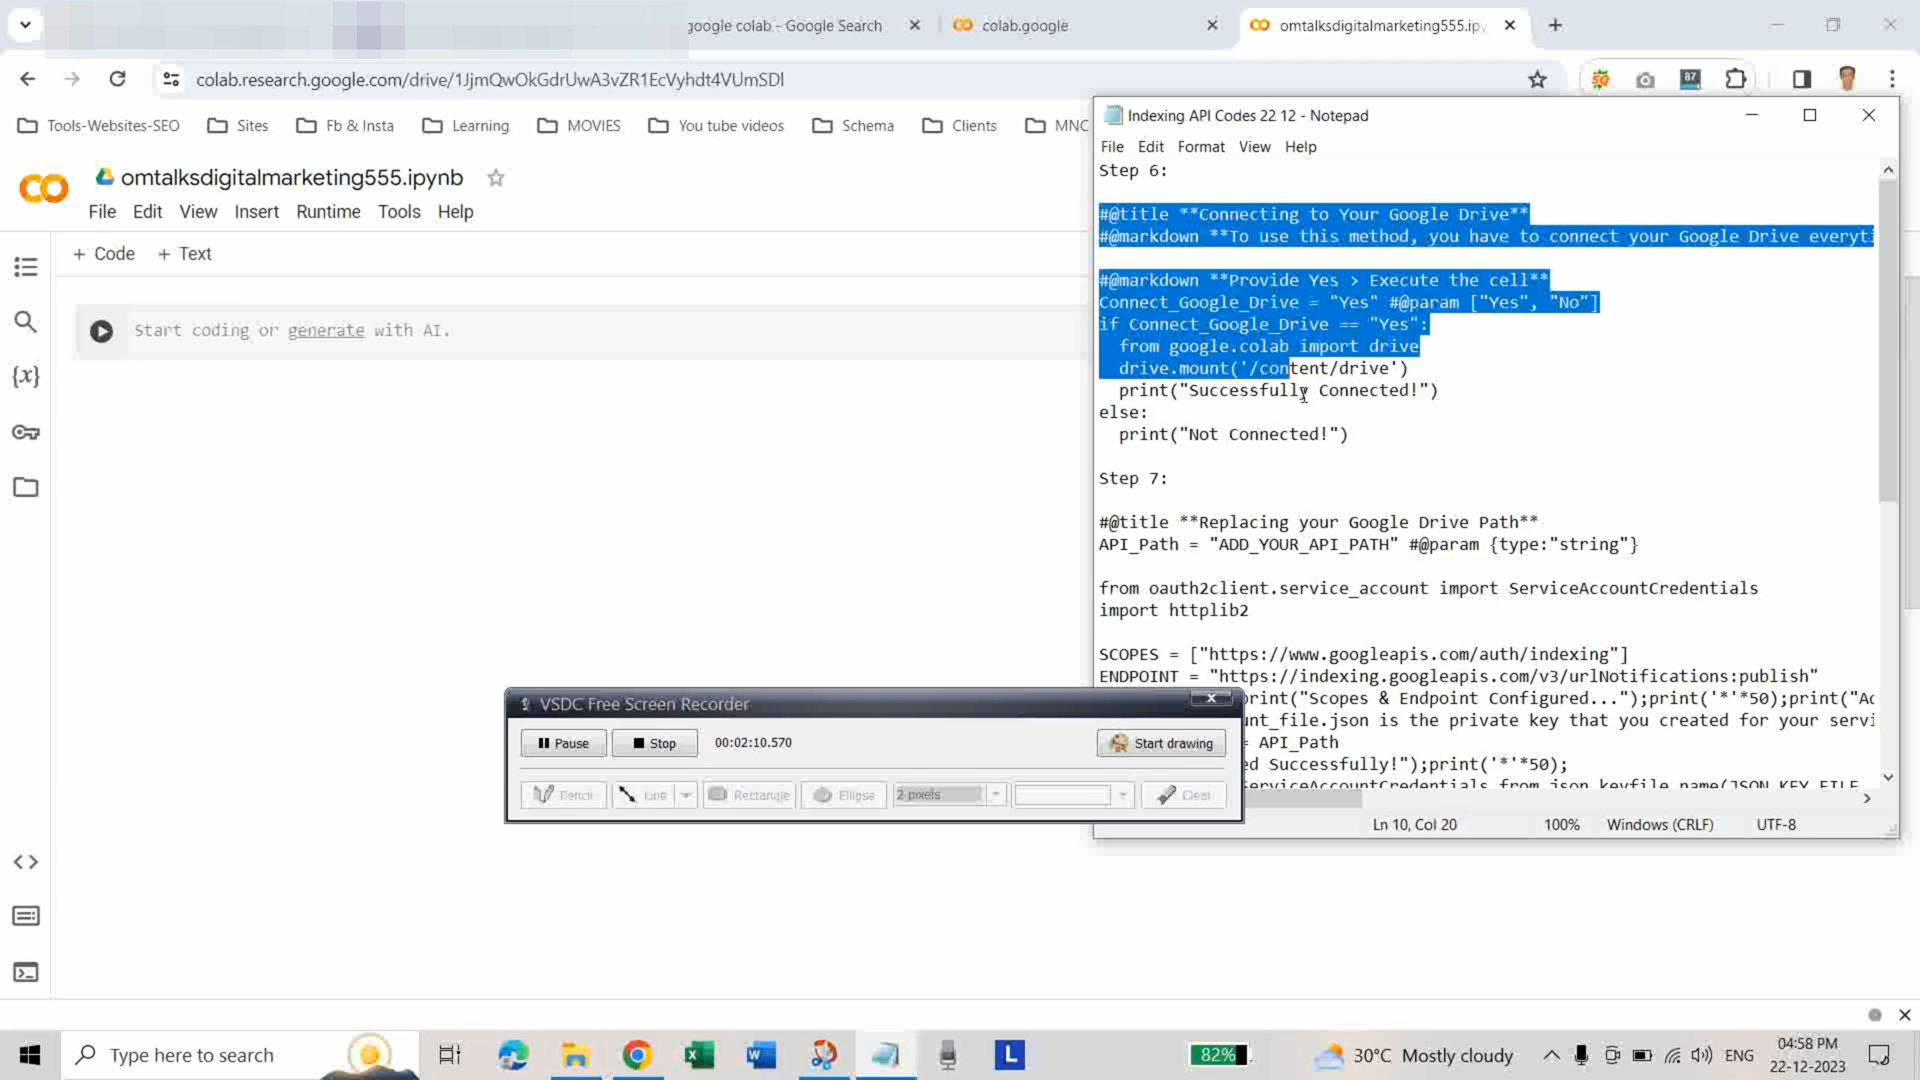 google colab - Google Search
colab.google
omtalksdigitalmarketing555.ipy
colab.research.google.com/drive/1JjmQwOkGdrUwA3vZR1EcVyhdt4VUmSDl
87
Tools-Websites-SEO
Sites
Fb & Insta
Learning
MOVIES
You tube videos
Schema
Clients
MNC
omtalksdigitalmarketing555.ipynb
File Edit View Insert Runtime Tools Help
+ Code + Text
Start coding or generate with AI.
{x}
Indexing API Codes 22 12 - Notepad
File Edit Format View Help
Step 6:
#@title **Connecting to Your Google Drive**
#@markdown **To use this method, you have to connect your Google Drive everyti
#@markdown **Provide Yes > Execute the cell**
Connect_Google_Drive = "Yes" #@param ["Yes", "No"]
if Connect_Google_Drive == "Yes":
from google.colab import drive
drive.mount('/content/drive')
print("Successfully Connected!")
else:
print("Not Connected!")
Step 7:
#@title **Replacing your Google Drive Path**
API_Path = "ADD_YOUR_API_PATH" #@param {type:"string"}
from oauth2client.service_account import ServiceAccountCredentials
import httplib2
SCOPES = ["https://www.googleapis.com/auth/indexing"]
ENDPOINT = "https://indexing.googleapis.com/v3/urlNotifications:publish"
print("Scopes & Endpoint Configured...");print('*'*50);print("Ad
unt_file.json is the private key that you created for your servi
= API_Path
ed Successfully!");print('*'*50);
ServiceAccountCredentials.from_json_keyfile_name(JSON_KEY_FILE
Ln 10, Col 20
100%
Windows (CRLF)
UTF-8
VSDC Free Screen Recorder
Pause
Stop
00:02:10.570
Start drawing
Pencil
Line
Rectangle
Ellipse
2 pixels
Clear
Type here to search
L
82%
30°C Mostly cloudy
ENG
04:58 PM
22-12-2023